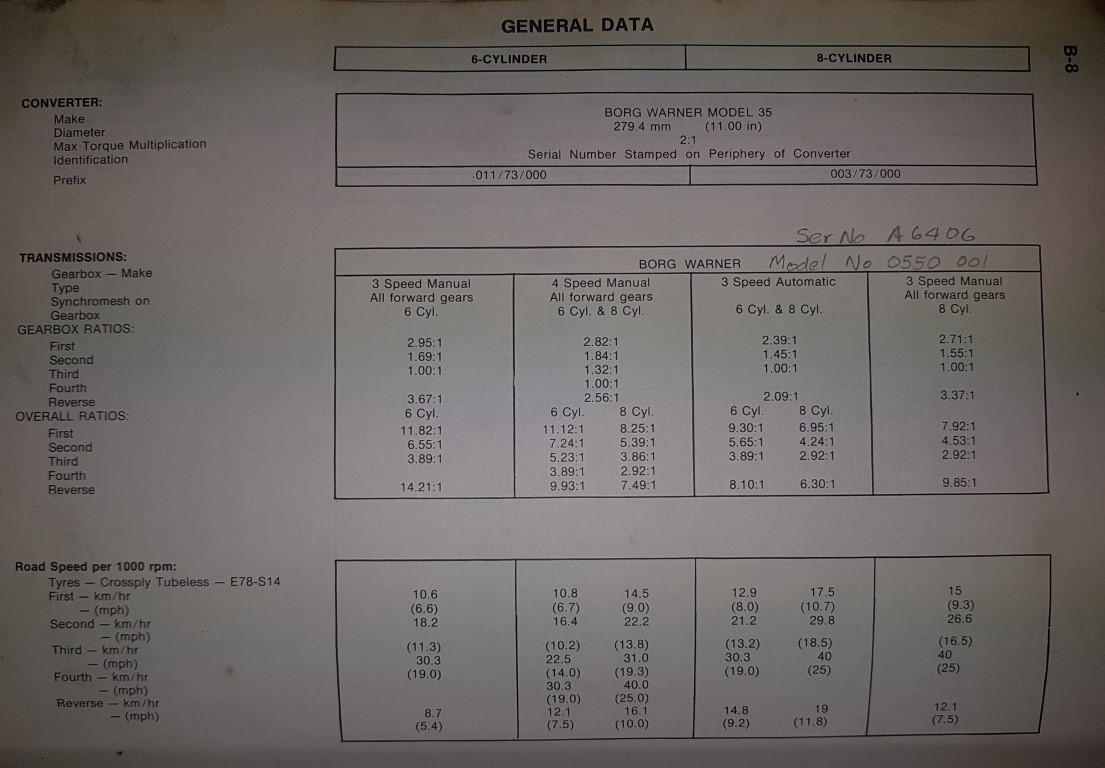 GENERAL DATA
B-8
6-CYLINDER 8-CYLINDER
CONVERTER:
Make BORG WARNER MODEL 35
Diameter 279.4 mm (11.00 in)
Max Torque Multiplication 2:1
Identification Serial Number Stamped on Periphery of Converter
Prefix .011/73/000 003/73/000
Ser No A6406
TRANSMISSIONS:
Gearbox — Make BORG WARNER Model No 0550 001
Type 3 Speed Manual 4 Speed Manual 3 Speed Automatic 3 Speed Manual
Synchromesh on All forward gears All forward gears All forward gears
Gearbox 6 Cyl. 6 Cyl. & 8 Cyl. 6 Cyl. & 8 Cyl. 8 Cyl.
GEARBOX RATIOS:
First 2.95:1 2.82:1 2.39:1 2.71:1
Second 1.69:1 1.84:1 1.45:1 1.55:1
Third 1.00:1 1.32:1 1.00:1 1.00:1
Fourth 1.00:1
Reverse 3.67:1 2.56:1 2.09:1 3.37:1
OVERALL RATIOS: 6 Cyl. 6 Cyl. 8 Cyl. 6 Cyl. 8 Cyl.
First 11.82:1 11.12:1 8.25:1 9.30:1 6.95:1 7.92:1
Second 6.55:1 7.24:1 5.39:1 5.65:1 4.24:1 4.53:1
Third 3.89:1 5.23:1 3.86:1 3.89:1 2.92:1 2.92:1
Fourth 3.89:1 2.92:1
Reverse 14.21:1 9.93:1 7.49:1 8.10:1 6.30:1 9.85:1
Road Speed per 1000 rpm:
Tyres — Crossply Tubeless — E78-S14
First — km/hr 10.6 10.8 14.5 12.9 17.5 15
— (mph) (6.6) (6.7) (9.0) (8.0) (10.7) (9.3)
Second — km/hr 18.2 16.4 22.2 21.2 29.8 26.6
— (mph) (11.3) (10.2) (13.8) (13.2) (18.5) (16.5)
Third — km/hr 30.3 22.5 31.0 30.3 40 40
— (mph) (19.0) (14.0) (19.3) (19.0) (25) (25)
Fourth — km/hr 30.3 40.0
— (mph) (19.0) (25.0)
Reverse — km/hr 8.7 12.1 16.1 14.8 19 12.1
— (mph) (5.4) (7.5) (10.0) (9.2) (11.8) (7.5)